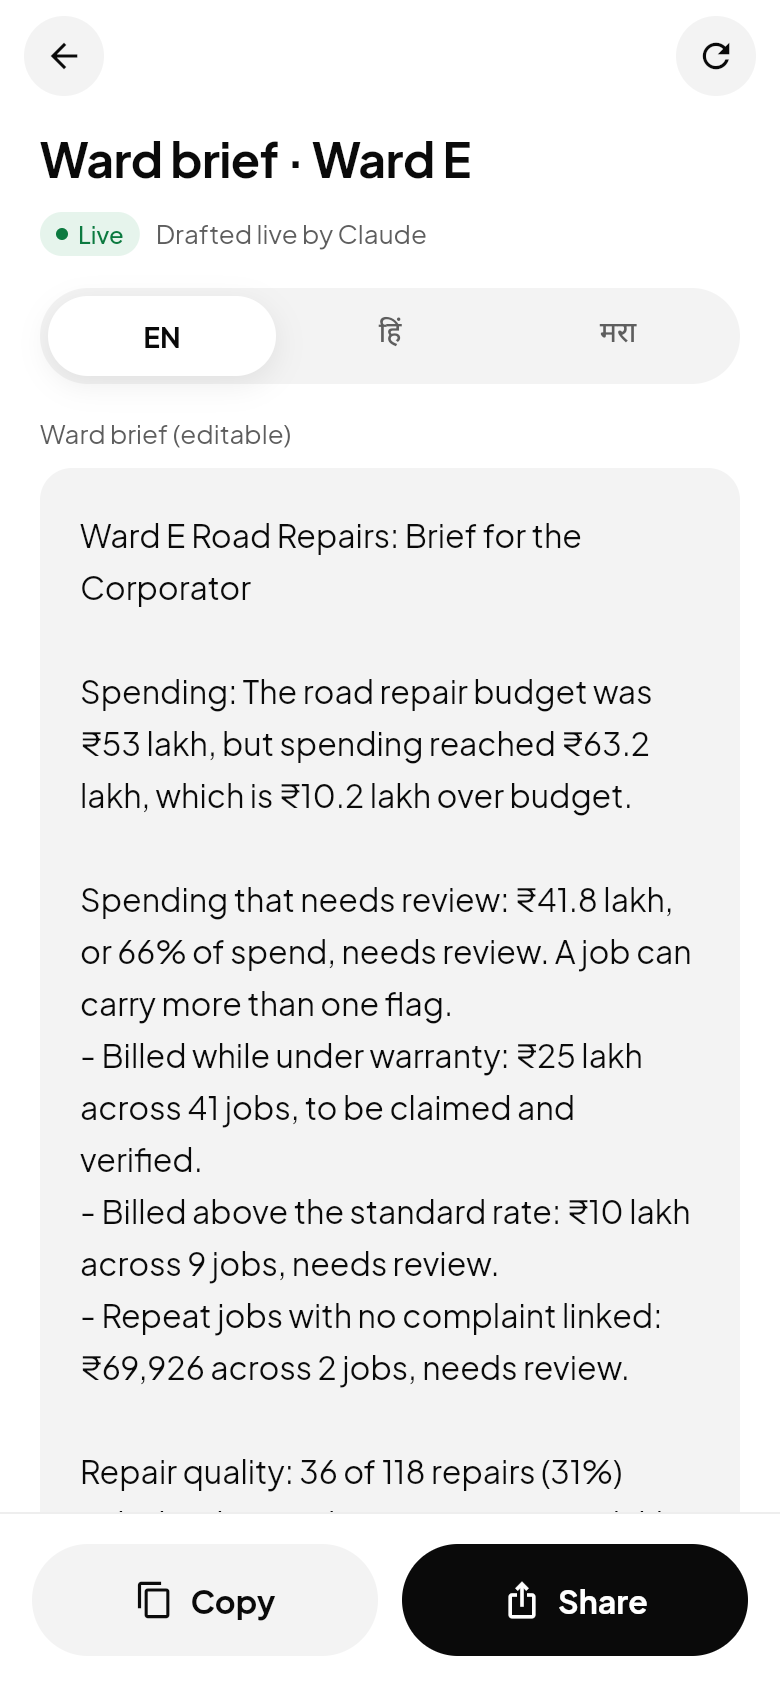 Ward brief · Ward E
Live Drafted live by Claude
EN हिं मरा
Ward brief (editable)
Ward E Road Repairs: Brief for the
Corporator
Spending: The road repair budget was
₹53 lakh, but spending reached ₹63.2
lakh, which is ₹10.2 lakh over budget.
Spending that needs review: ₹41.8 lakh,
or 66% of spend, needs review. A job can
carry more than one flag.
- Billed while under warranty: ₹25 lakh
across 41 jobs, to be claimed and
verified.
- Billed above the standard rate: ₹10 lakh
across 9 jobs, needs review.
- Repeat jobs with no complaint linked:
₹69,926 across 2 jobs, needs review.
Repair quality: 36 of 118 repairs (31%)
Copy Share